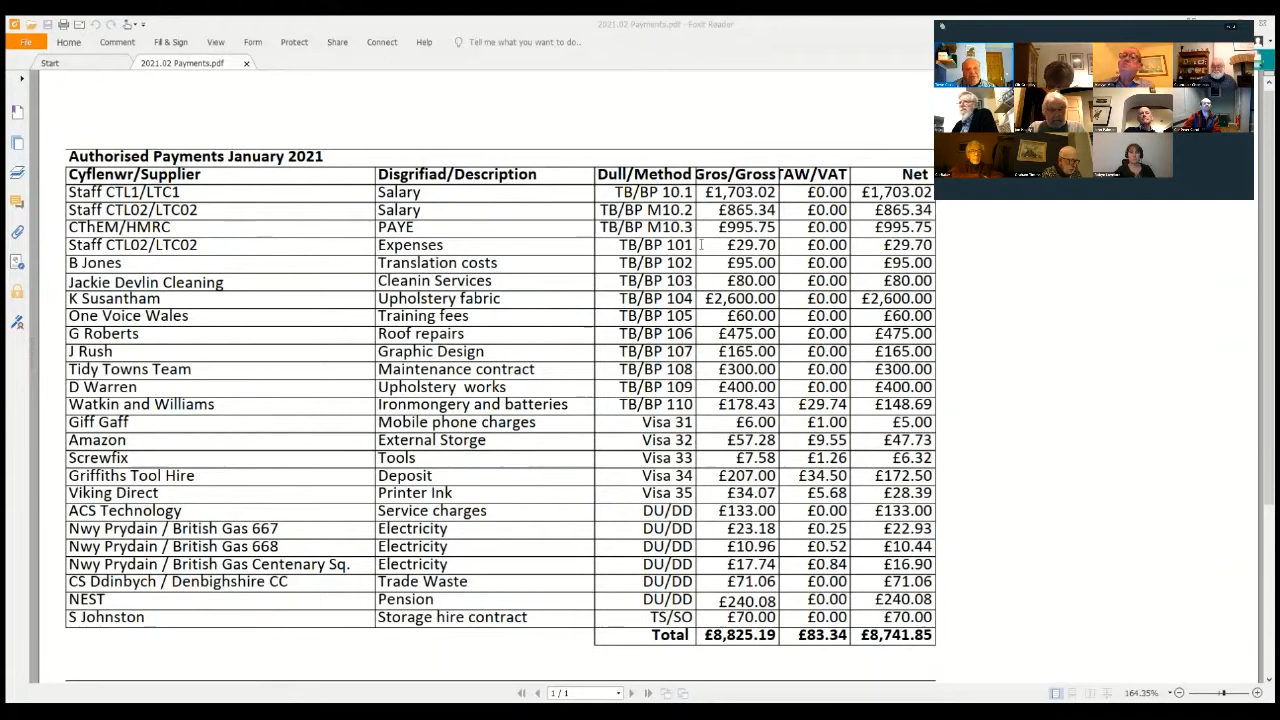 2021.02 Payments.pdf - Foxit Reader
File Home Comment Fill & Sign View Form Protect Share Connect Help Tell me what you want to do...
Start 2021.02 Payments.pdf
Authorised Payments January 2021
Cyflenwr/Supplier Disgrifiad/Description Dull/Method Gros/Gross TAW/VAT Net
Staff CTL1/LTC1 Salary TB/BP 10.1 £1,703.02 £0.00 £1,703.02
Staff CTL02/LTC02 Salary TB/BP M10.2 £865.34 £0.00 £865.34
CThEM/HMRC PAYE TB/BP M10.3 £995.75 £0.00 £995.75
Staff CTL02/LTC02 Expenses TB/BP 101 £29.70 £0.00 £29.70
B Jones Translation costs TB/BP 102 £95.00 £0.00 £95.00
Jackie Devlin Cleaning Cleanin Services TB/BP 103 £80.00 £0.00 £80.00
K Susantham Upholstery fabric TB/BP 104 £2,600.00 £0.00 £2,600.00
One Voice Wales Training fees TB/BP 105 £60.00 £0.00 £60.00
G Roberts Roof repairs TB/BP 106 £475.00 £0.00 £475.00
J Rush Graphic Design TB/BP 107 £165.00 £0.00 £165.00
Tidy Towns Team Maintenance contract TB/BP 108 £300.00 £0.00 £300.00
D Warren Upholstery works TB/BP 109 £400.00 £0.00 £400.00
Watkin and Williams Ironmongery and batteries TB/BP 110 £178.43 £29.74 £148.69
Giff Gaff Mobile phone charges Visa 31 £6.00 £1.00 £5.00
Amazon External Storge Visa 32 £57.28 £9.55 £47.73
Screwfix Tools Visa 33 £7.58 £1.26 £6.32
Griffiths Tool Hire Deposit Visa 34 £207.00 £34.50 £172.50
Viking Direct Printer Ink Visa 35 £34.07 £5.68 £28.39
ACS Technology Service charges DU/DD £133.00 £0.00 £133.00
Nwy Prydain / British Gas 667 Electricity DU/DD £23.18 £0.25 £22.93
Nwy Prydain / British Gas 668 Electricity DU/DD £10.96 £0.52 £10.44
Nwy Prydain / British Gas Centenary Sq. Electricity DU/DD £17.74 £0.84 £16.90
CS Ddinbych / Denbighshire CC Trade Waste DU/DD £71.06 £0.00 £71.06
NEST Pension DU/DD £240.08 £0.00 £240.08
S Johnston Storage hire contract TS/SO £70.00 £0.00 £70.00
Total £8,825.19 £83.34 £8,741.85
1 / 1 164.35%